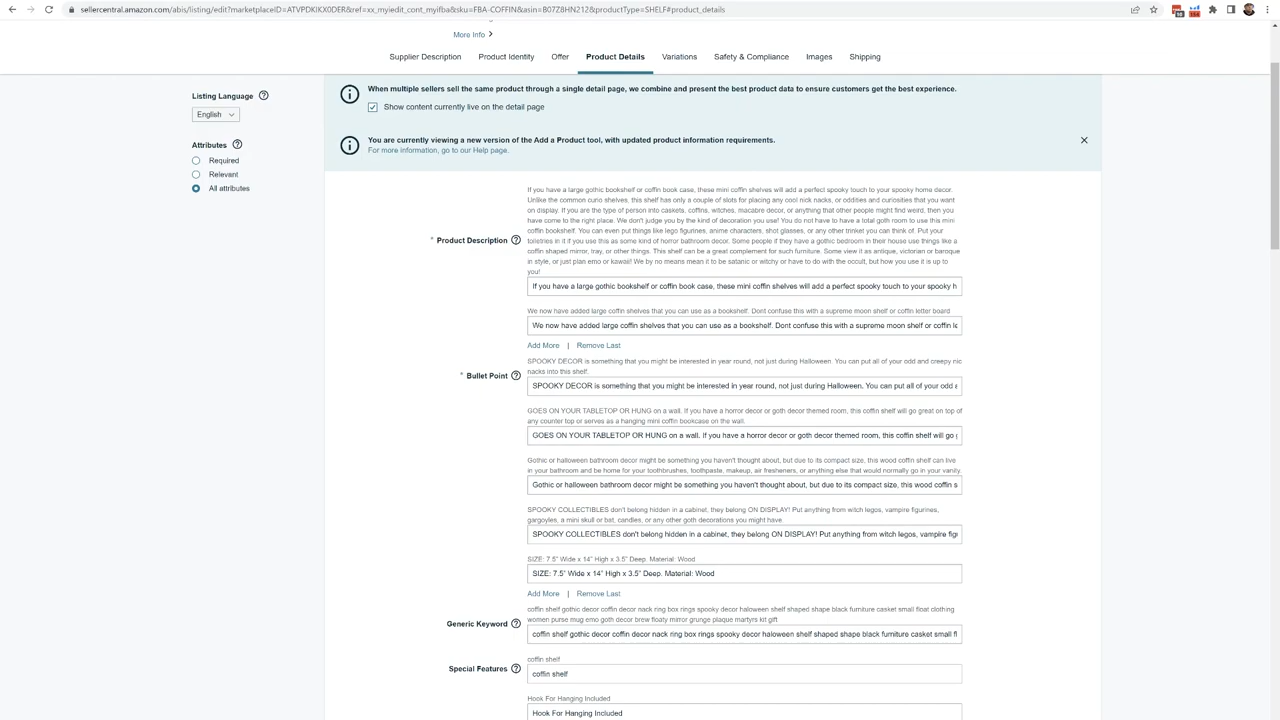 sellercentral.amazon.com/abis/listing/edit?marketplaceID=ATVPDKIKX0DER&ref=xx_myiedit_cont_myifba&sku=FBA-COFFIN&asin=B07Z8HN212&productType=SHELF#product_details
More Info
Supplier Description Product Identity Offer Product Details Variations Safety & Compliance Images Shipping
Listing Language
English
Attributes
Required
Relevant
All attributes
When multiple sellers sell the same product through a single detail page, we combine and present the best product data to ensure customers get the best experience.
Show content currently live on the detail page
You are currently viewing a new version of the Add a Product tool, with updated product information requirements.
For more information, go to our Help page.
* Product Description
If you have a large gothic bookshelf or coffin book case, these mini coffin shelves will add a perfect spooky touch to your spooky home decor.
Unlike the common curio shelves, this shelf has only a couple of slots for placing any cool nick nacks, or oddities and curiosities that you want
on display. If you are the type of person into caskets, coffins, witches, macabre decor, or anything that other people might find weird, then you
have come to the right place. We don't judge you by the kind of decoration you use! You do not have to have a total goth room to use this mini
coffin bookshelf. You can even put things like lego figurines, anime characters, shot glasses, or any other trinket you can think of. Put your
toilstries in it if you use this as some kind of horror bathroom decor. Some people if they have a gothic bedroom in their house use things like a
coffin shaped mirror, tray, or other things. This shelf can be a great complement for such furniture. Some view it as antique, victorian or baroque
in style, or just plan emo or kawaii! We by no means mean it to be satanic or witchy or have to do with the occult, but how you use it is up to
you!
If you have a large gothic bookshelf or coffin book case, these mini coffin shelves will add a perfect spooky touch to your spooky h
We now have added large coffin shelves that you can use as a bookshelf. Dont confuse this with a supreme moon shelf or coffin letter board
We now have added large coffin shelves that you can use as a bookshelf. Dont confuse this with a supreme moon shelf or coffin le
Add More | Remove Last
* Bullet Point
SPOOKY DECOR is something that you might be interested in year round, not just during Halloween. You can put all of your odd and creepy nic
nacks into this shelf.
SPOOKY DECOR is something that you might be interested in year round, not just during Halloween. You can put all of your odd a
GOES ON YOUR TABLETOP OR HUNG on a wall. If you have a horror decor or goth decor themed room, this coffin shelf will go great on top of
any counter top or serves as a hanging mini coffin bookcase on the wall.
GOES ON YOUR TABLETOP OR HUNG on a wall. If you have a horror decor or goth decor themed room, this coffin shelf will go g
Gothic or halloween bathroom decor might be something you haven't thought about, but due to its compact size, this wood coffin shelf can live
in your bathroom and be home for your toothbrushes, toothpaste, makeup, air fresheners, or anything else that would normally go in your vanity.
Gothic or halloween bathroom decor might be something you haven't thought about, but due to its compact size, this wood coffin s
SPOOKY COLLECTIBLES don't belong hidden in a cabinet, they belong ON DISPLAY! Put anything from witch legos, vampire figurines,
gargoyles, a mini skull or bat, candles, or any other goth decorations you might have.
SPOOKY COLLECTIBLES don't belong hidden in a cabinet, they belong ON DISPLAY! Put anything from witch legos, vampire figu
SIZE: 7.5" Wide x 14" High x 3.5" Deep. Material: Wood
SIZE: 7.5" Wide x 14" High x 3.5" Deep. Material: Wood
Add More | Remove Last
Generic Keyword
coffin shelf gothic decor coffin decor nack ring box rings spooky decor haloween shelf shaped shape black furniture casket small float clothing
women purse mug emo goth decor brew floaty mirror grunge plaque martyrs kit gift
coffin shelf gothic decor coffin decor nack ring box rings spooky decor haloween shelf shaped shape black furniture casket small fl
Special Features
coffin shelf
coffin shelf
Hook For Hanging Included
Hook For Hanging Included